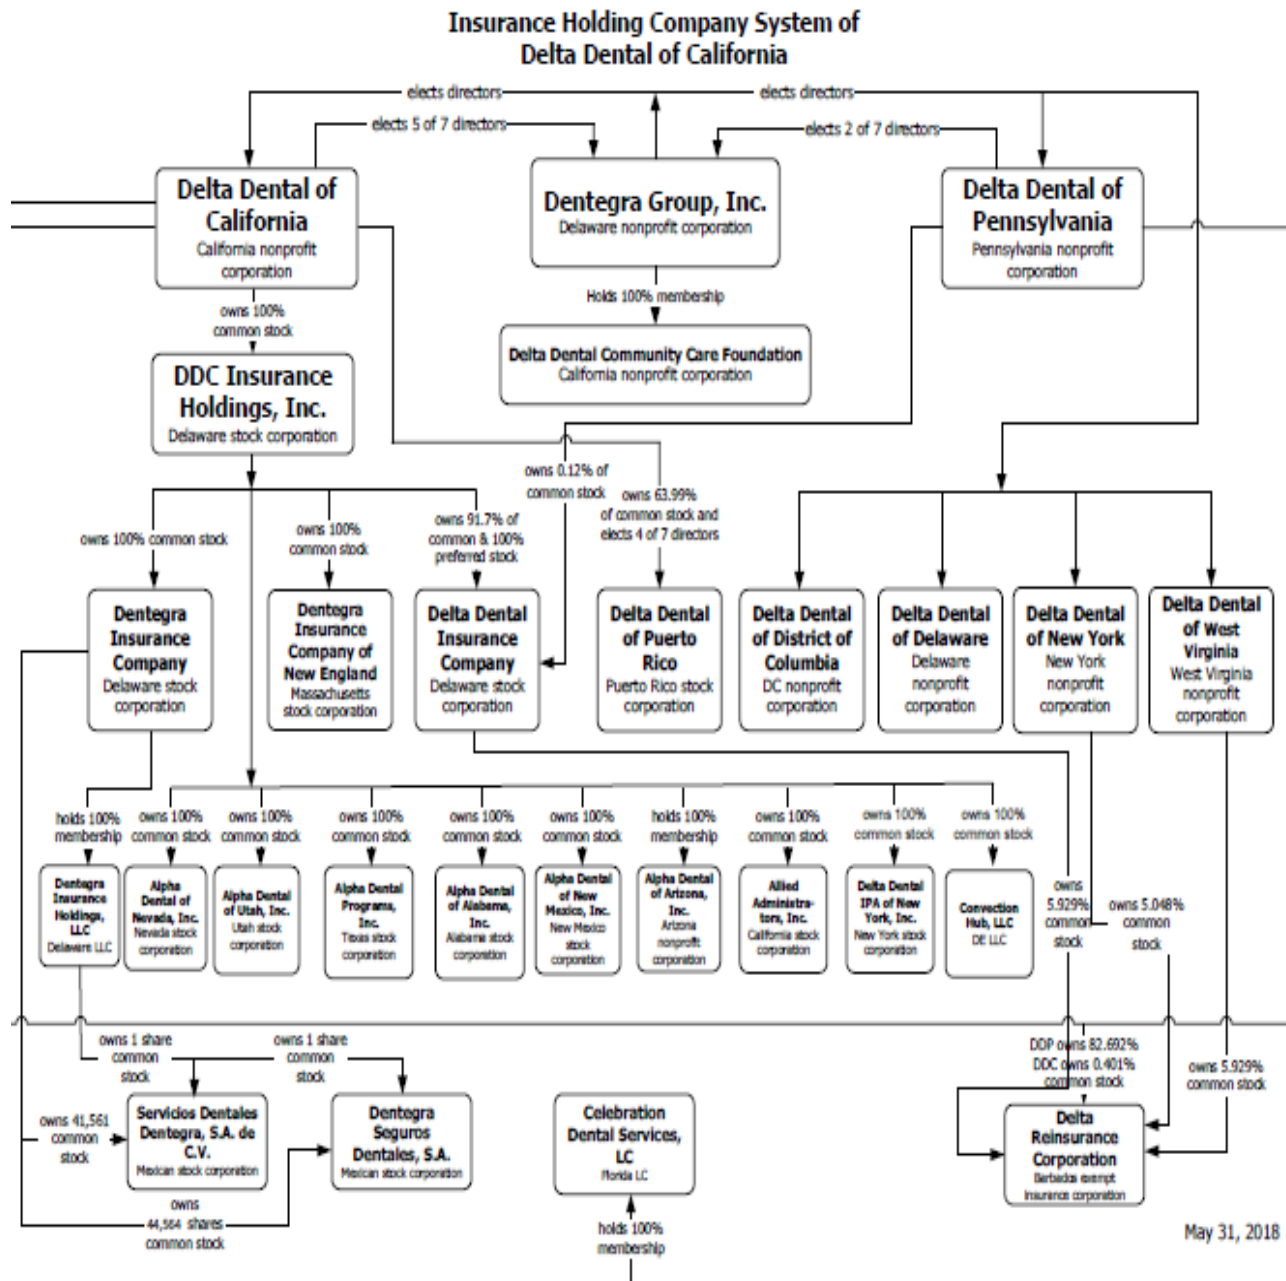 Insurance Holding Company System of
Delta Dental of California
elects directors
elects directors
elects 5 of 7 directors
elects 2 of 7 directors
Delta Dental of
California
California nonprofit
corporation
Dentegra Group, Inc.
Delaware nonprofit corporation
Delta Dental of
Pennsylvania
Pennsylvania nonprofit
corporation
owns 100%
common stock
Holds 100% membership
Delta Dental Community Care Foundation
California nonprofit corporation
DDC Insurance
Holdings, Inc.
Delaware stock corporation
owns 100% common stock
owns 100%
common stock
owns 91.7% of
common & 100%
preferred stock
owns 0.12% of
common stock
owns 63.99%
of common stock and
elects 4 of 7 directors
Dentegra
Insurance
Company
Delaware stock
corporation
Dentegra
Insurance
Company of
New England
Massachusetts
stock corporation
Delta Dental
Insurance
Company
Delaware stock
corporation
Delta Dental
of Puerto
Rico
Puerto Rico stock
corporation
Delta Dental
of District of
Columbia
DC nonprofit
corporation
Delta Dental
of Delaware
Delaware
nonprofit
corporation
Delta Dental
of New York
New York
nonprofit
corporation
Delta Dental
of West
Virginia
West Virginia
nonprofit
corporation
holds 100%
membership
owns 100%
common stock
owns 100%
common stock
owns 100%
common stock
owns 100%
common stock
owns 100%
common stock
holds 100%
membership
owns 100%
common stock
owns 100%
common stock
owns 100%
common stock
Dentegra
Insurance
Holdings,
LLC
Delaware LLC
Alpha
Dental of
Nevada, Inc.
Nevada stock
corporation
Alpha Dental
of Utah, Inc.
Utah stock
corporation
Alpha Dental
Programs,
Inc.
Texas stock
corporation
Alpha Dental
of Alabama,
Inc.
Alabama stock
corporation
Alpha Dental
of New
Mexico, Inc.
New Mexico
stock
corporation
Alpha Dental
of Arizona,
Inc.
Arizona
nonprofit
corporation
Allied
Administra-
tors, Inc.
California stock
corporation
Delta Dental
IPA of New
York, Inc.
New York stock
corporation
Convection
Hub, LLC
DE LLC
owns
5.929%
common
stock
owns 5.048%
common
stock
owns 1 share
common
stock
owns 1 share
common
stock
DDP owns 82.692%
DDC owns 0.401%
common stock
owns 5.929%
common stock
owns 41,561
common
stock
Servicios Dentales
Dentegra, S.A. de
C.V.
Mexican stock corporation
Dentegra
Seguros
Dentales, S.A.
Mexican stock corporation
Celebration
Dental Services,
LC
Florida LC
Delta
Reinsurance
Corporation
Barbados exempt
Insurance corporation
owns
44,564 shares
common stock
holds 100%
membership
May 31, 2018